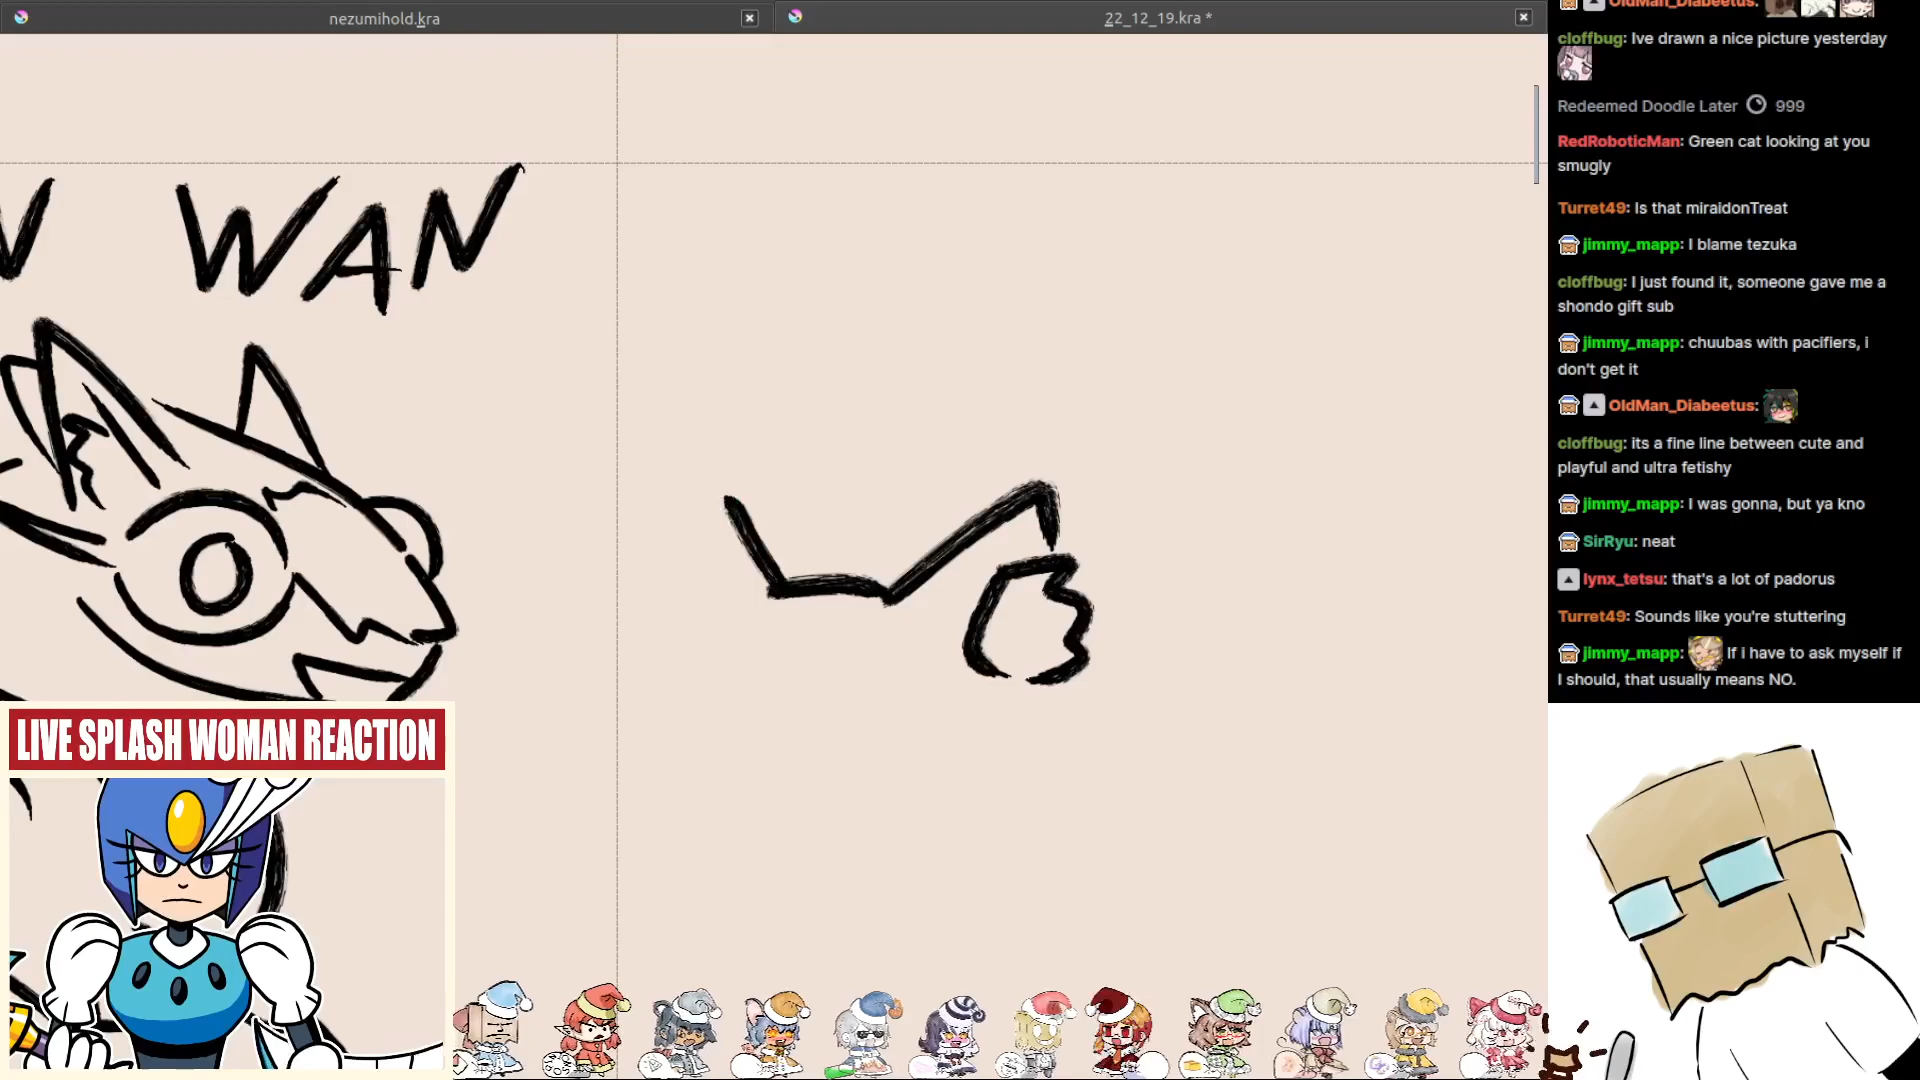 nezumihold.kra
22_12_19.kra *
WAN
LIVE SPLASH WOMAN REACTION
OldMan_Diabeetus:
cloffbug: Ive drawn a nice picture yesterday
Redeemed Doodle Later 999
RedRoboticMan: Green cat looking at you
smugly
Turret49: Is that miraidonTreat
jimmy_mapp: I blame tezuka
cloffbug: I just found it, someone gave me a
shondo gift sub
jimmy_mapp: chuubas with pacifiers, i
don't get it
OldMan_Diabeetus:
cloffbug: its a fine line between cute and
playful and ultra fetishy
jimmy_mapp: I was gonna, but ya kno
SirRyu: neat
lynx_tetsu: that's a lot of padorus
Turret49: Sounds like you're stuttering
jimmy_mapp: If i have to ask myself if
I should, that usually means NO.